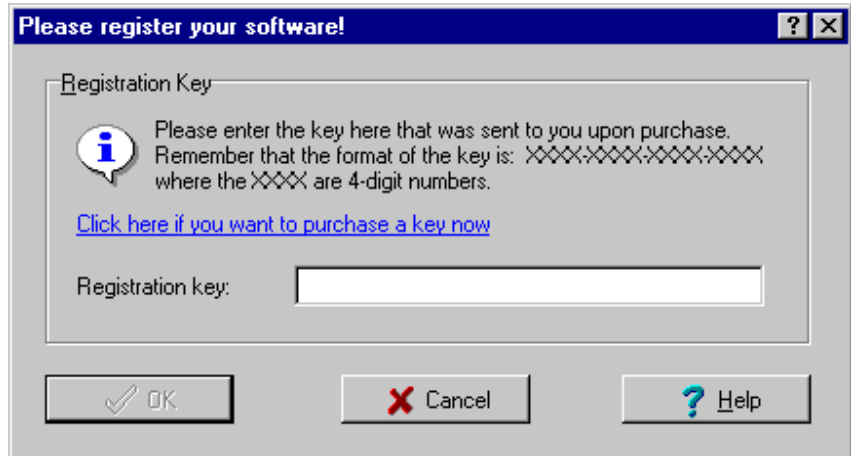 Please register your software!
Registration Key
Please enter the key here that was sent to you upon purchase.
Remember that the format of the key is: XXXX-XXXX-XXXX-XXXX
where the XXXX are 4-digit numbers.
Click here if you want to purchase a key now
Registration key:
OK
Cancel
Help